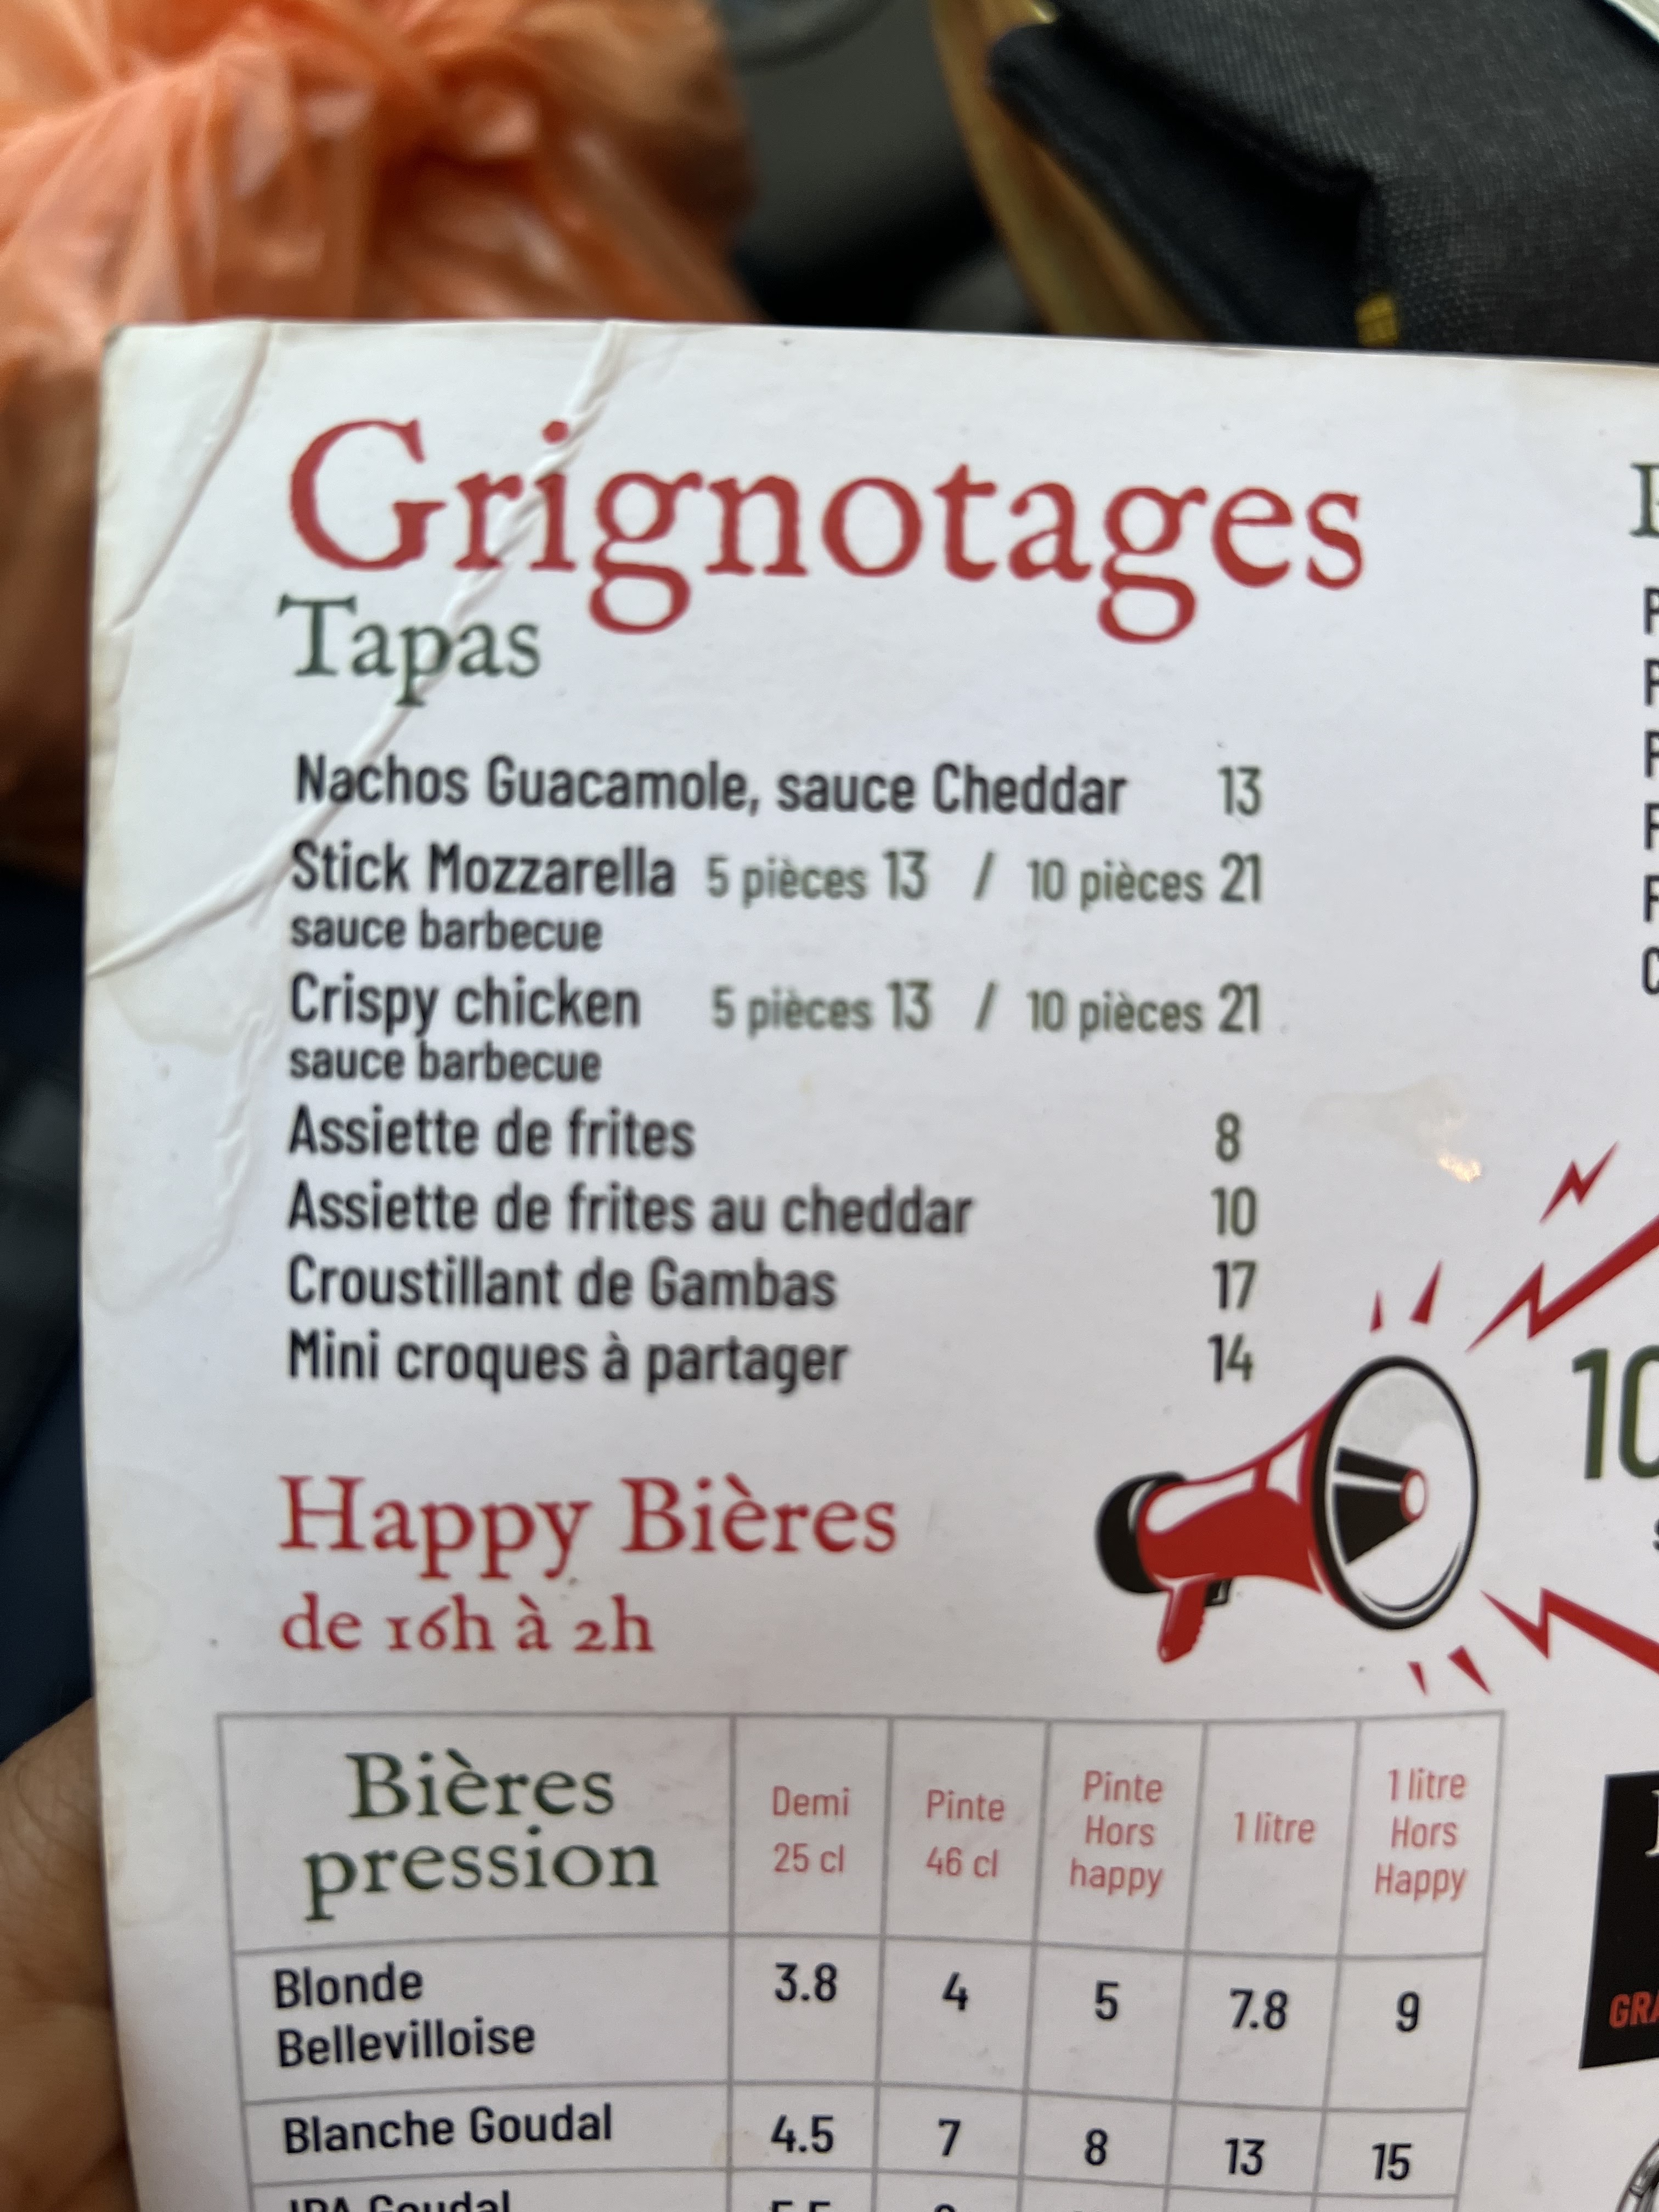 Grignotages
Tapas
Nachos Guacamole, sauce Cheddar 13
Stick Mozzarella 5 pièces 13 / 10 pièces 21
sauce barbecue
Crispy chicken 5 pièces 13 / 10 pièces 21
sauce barbecue
Assiette de frites 8
Assiette de frites au cheddar 10
Croustillant de Gambas 17
Mini croques à partager 14
10
Happy Bières
de 16h à 2h
Bières pression
Demi 25 cl
Pinte 46 cl
Pinte Hors happy
1 litre
1 litre Hors Happy
Blonde Bellevilloise 3.8 4 5 7.8 9
Blanche Goudal 4.5 7 8 13 15
IPA Goudal